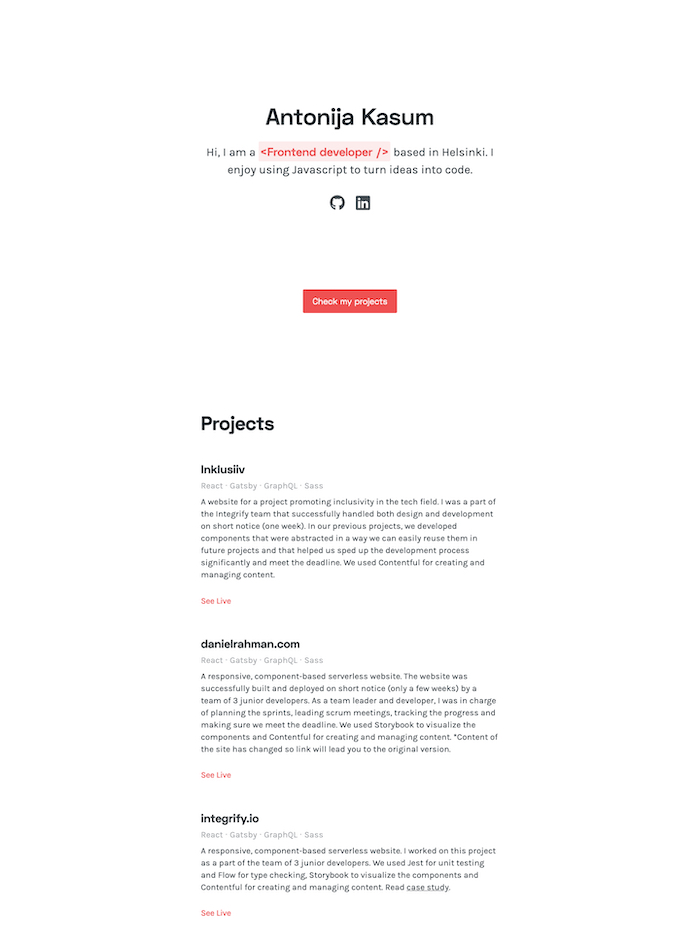 Antonija Kasum
Hi, I am a <Frontend developer /> based in Helsinki. I
enjoy using Javascript to turn ideas into code.
in
Check my projects
Projects
Inklusiiv
React · Gatsby · GraphQL · Sass
A website for a project promoting inclusivity in the tech field. I was a part of
the Integrify team that successfully handled both design and development
on short notice (one week). In our previous projects, we developed
components that were abstracted in a way we can easily reuse them in
future projects and that helped us sped up the development process
significantly and meet the deadline. We used Contentful for creating and
managing content.
See Live
danielrahman.com
React · Gatsby · GraphQL · Sass
A responsive, component-based serverless website. The website was
successfully built and deployed on short notice (only a few weeks) by a
team of 3 junior developers. As a team leader and developer, I was in charge
of planning the sprints, leading scrum meetings, tracking the progress and
making sure we meet the deadline. We used Storybook to visualize the
components and Contentful for creating and managing content. *Content of
the site has changed so link will lead you to the original version.
See Live
integrify.io
React · Gatsby · GraphQL · Sass
A responsive, component-based serverless website. I worked on this project
as a part of the team of 3 junior developers. We used Jest for unit testing
and Flow for type checking, Storybook to visualize the components and
Contentful for creating and managing content. Read case study.
See Live